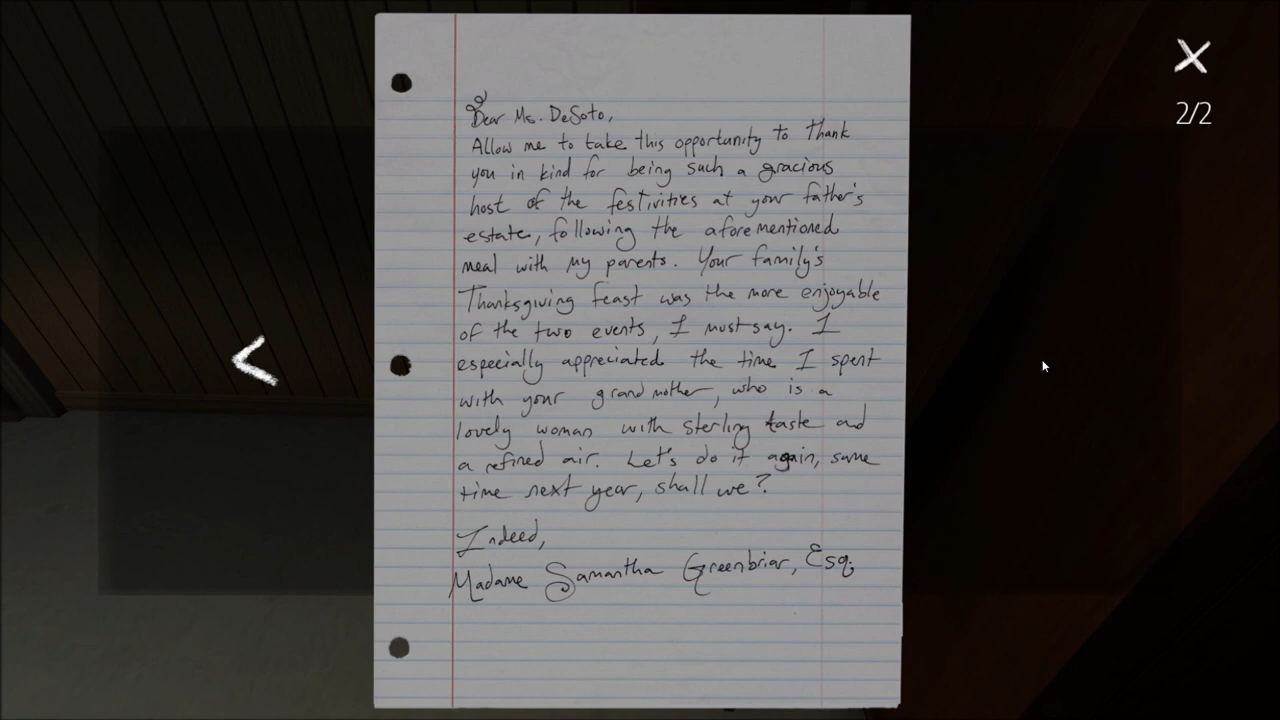 2/2
Dear Ms. DeSoto,
Allow me to take this opportunity to thank
you in kind for being such a gracious
host of the festivities at your father's
estate, following the aforementioned
meal with my parents. Your family's
Thanksgiving feast was the more enjoyable
of the two events, I must say. I
especially appreciated the time I spent
with your grandmother, who is a
lovely woman with sterling taste and
a refined air. Let's do it again, same
time next year, shall we?
Indeed,
Madame Samantha Greenbriar, Esq.